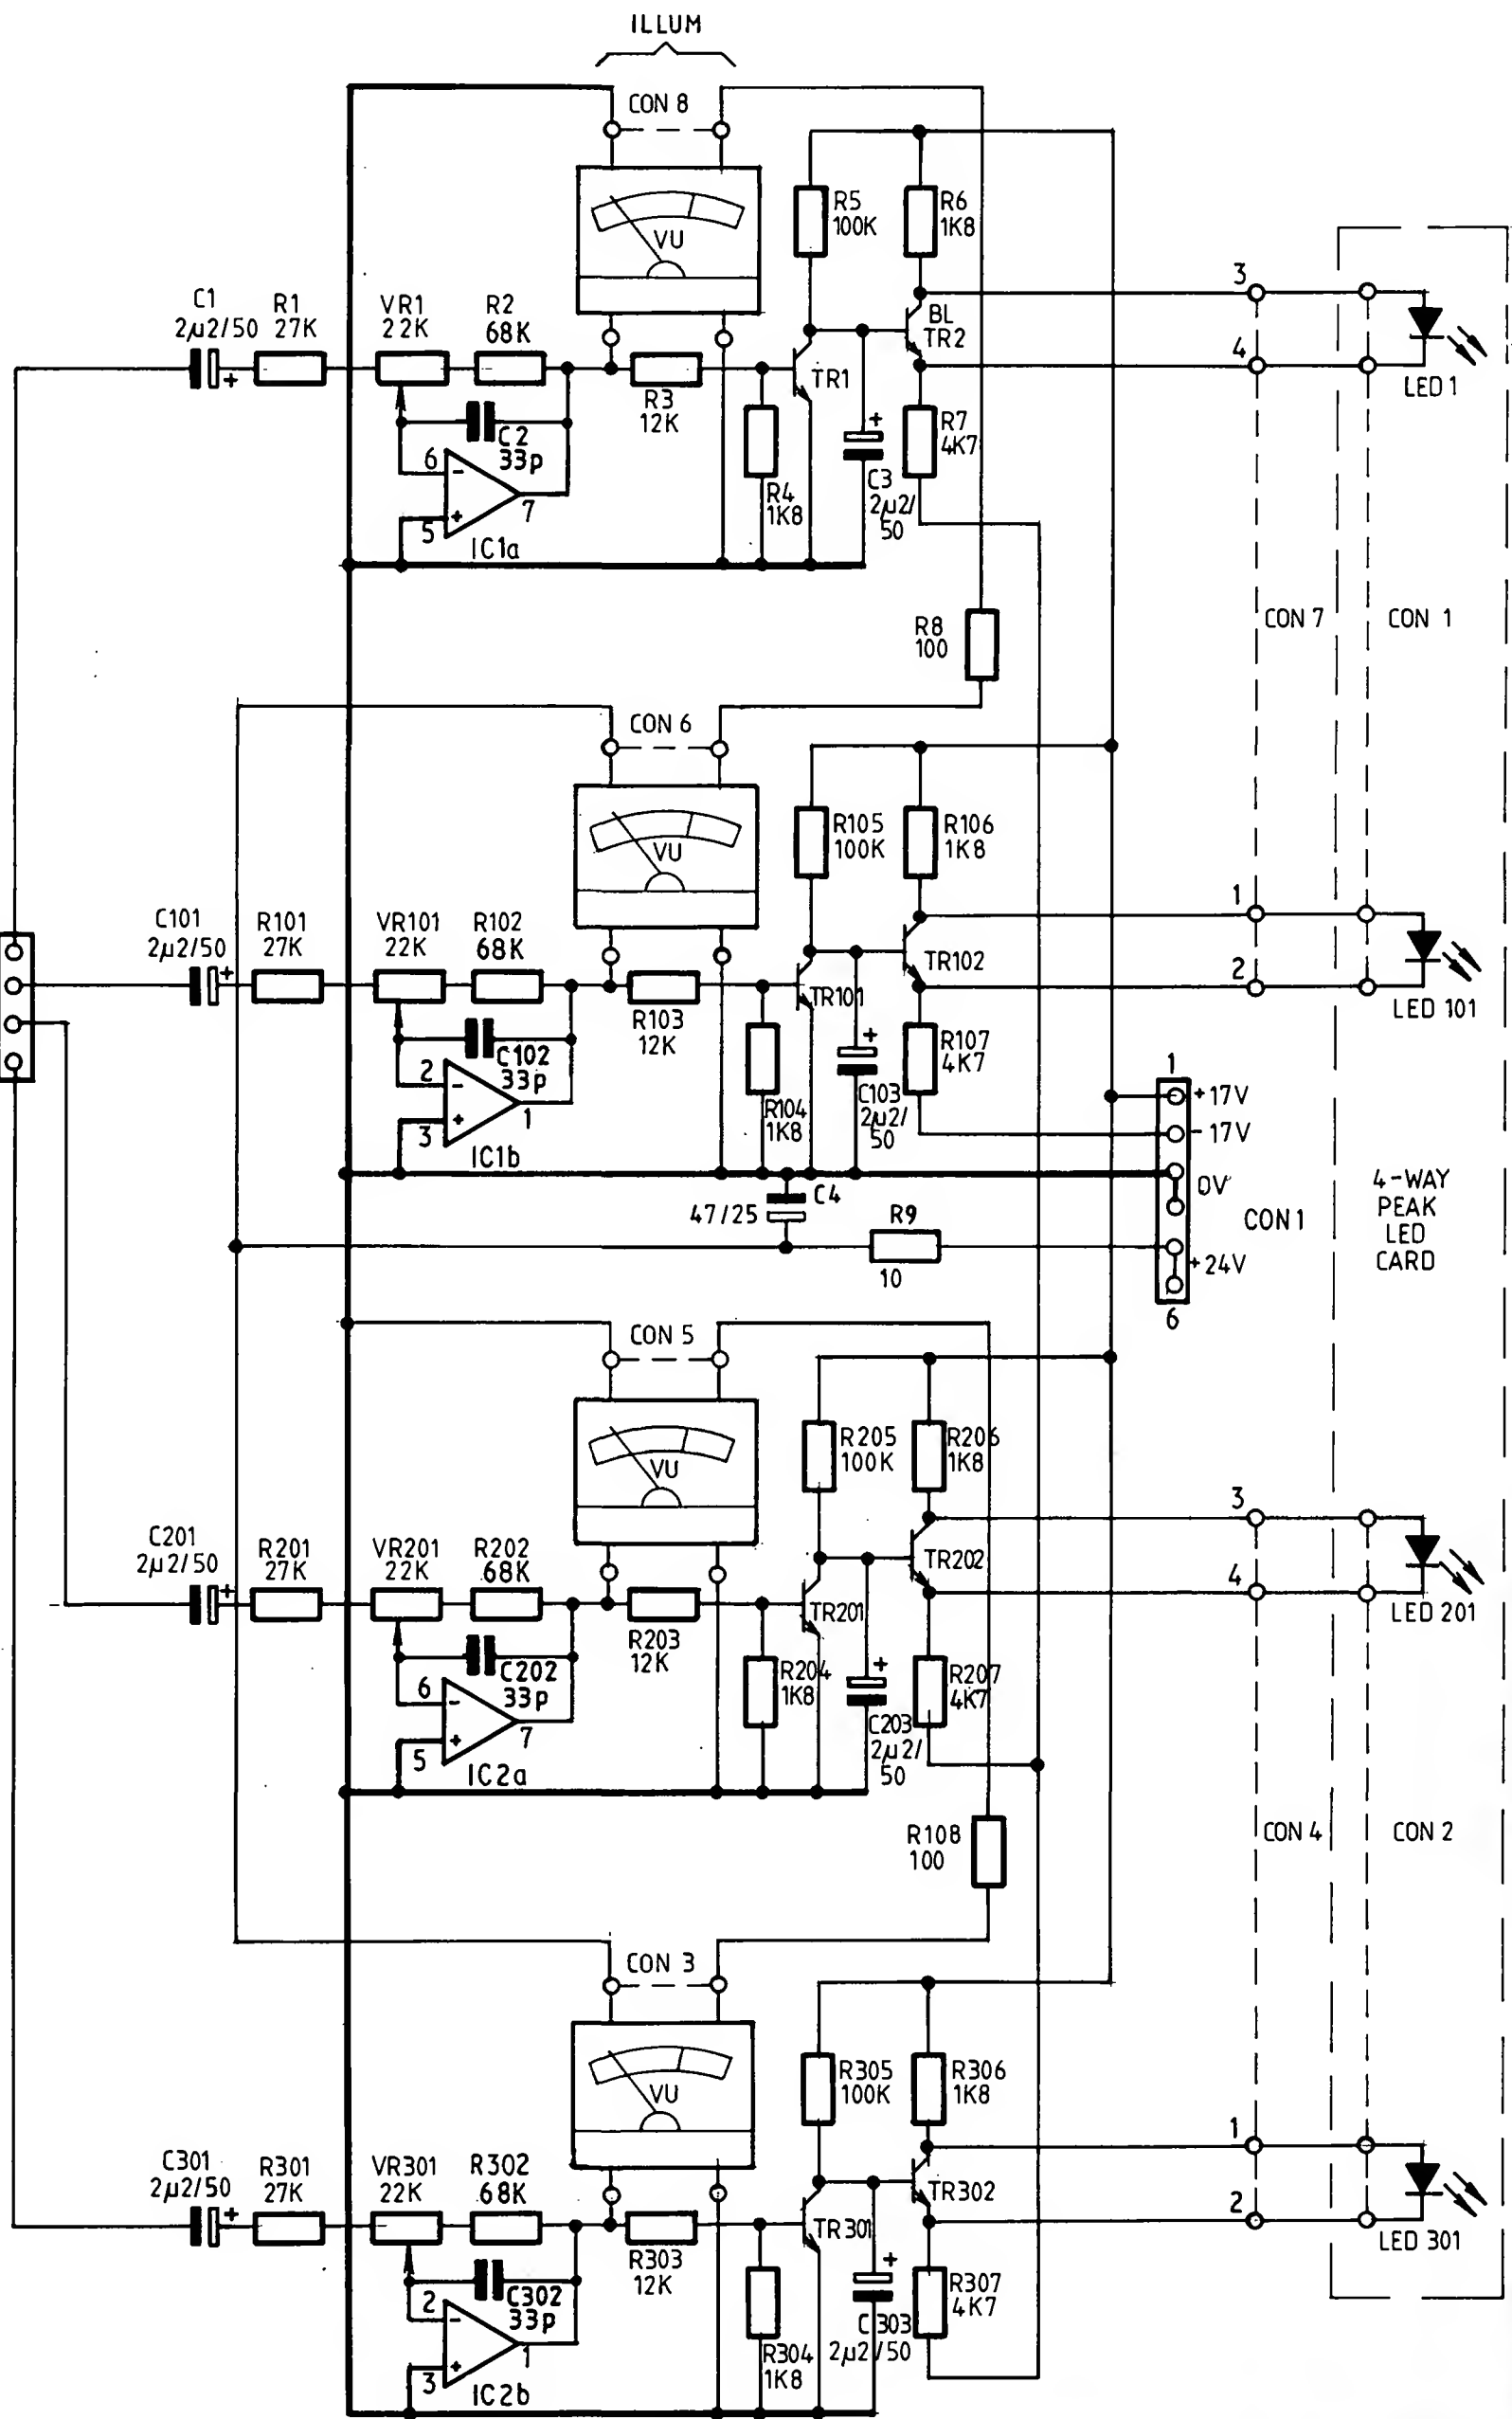 ILLUM
CON 8
VU
R5
100K
R6
1K8
C1
2µ2/50
R1
27K
VR1
22K
R2
68K
3
BL
TR2
4
LED 1
TR1
R3
12K
C2
33p
6
-
5
+
7
IC1a
R4
1K8
+
C3
2µ2/
50
R7
4K7
R8
100
CON 7
CON 1
CON 6
VU
R105
100K
R106
1K8
C101
2µ2/50
+
R101
27K
VR101
22K
R102
68K
1
TR102
2
LED 101
TR101
R103
12K
C102
33p
2
-
3
+
1
IC1b
R104
1K8
+
C103
2µ2/
50
R107
4K7
1
+17V
-17V
0V
CON 1
+24V
6
4-WAY
PEAK
LED
CARD
C4
47/25
R9
10
CON 5
VU
R205
100K
R206
1K8
C201
2µ2/50
+
R201
27K
VR201
22K
R202
68K
3
TR202
4
LED 201
TR201
R203
12K
C202
33p
6
-
5
+
7
IC2a
R204
1K8
+
C203
2µ2/
50
R207
4K7
R108
100
CON 4
CON 2
CON 3
VU
R305
100K
R306
1K8
C301
2µ2/50
+
R301
27K
VR301
22K
R302
68K
1
TR302
2
LED 301
TR301
R303
12K
C302
33p
2
-
3
+
1
IC2b
R304
1K8
+
C303
2µ2/50
R307
4K7